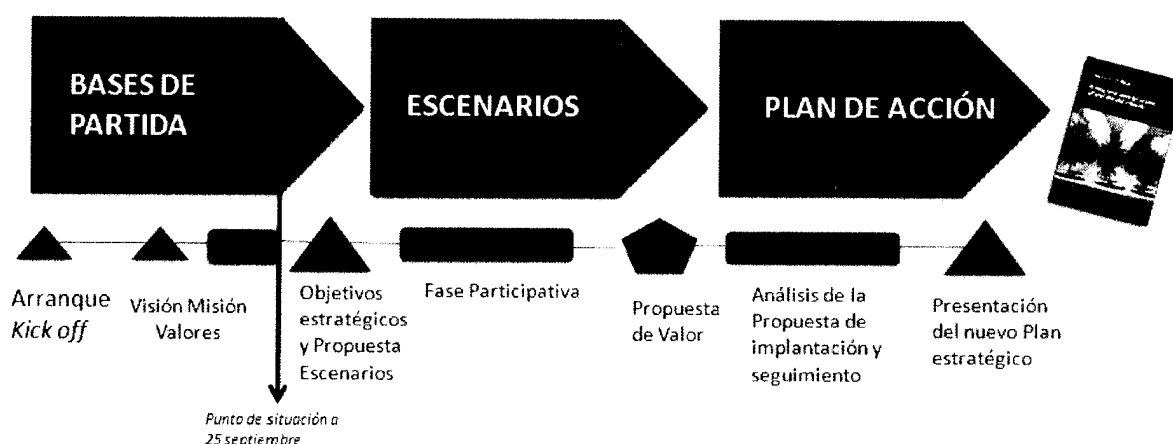 BASES DE
PARTIDA
ESCENARIOS
PLAN DE ACCIÓN
Arranque
Kick off
Visión Misión
Valores
Objetivos
estratégicos
y Propuesta
Escenarios
Fase Participativa
Propuesta
de Valor
Análisis de la
Propuesta de
implantación y
seguimiento
Presentación
del nuevo Plan
estratégico
Punto de situación a
25 septiembre